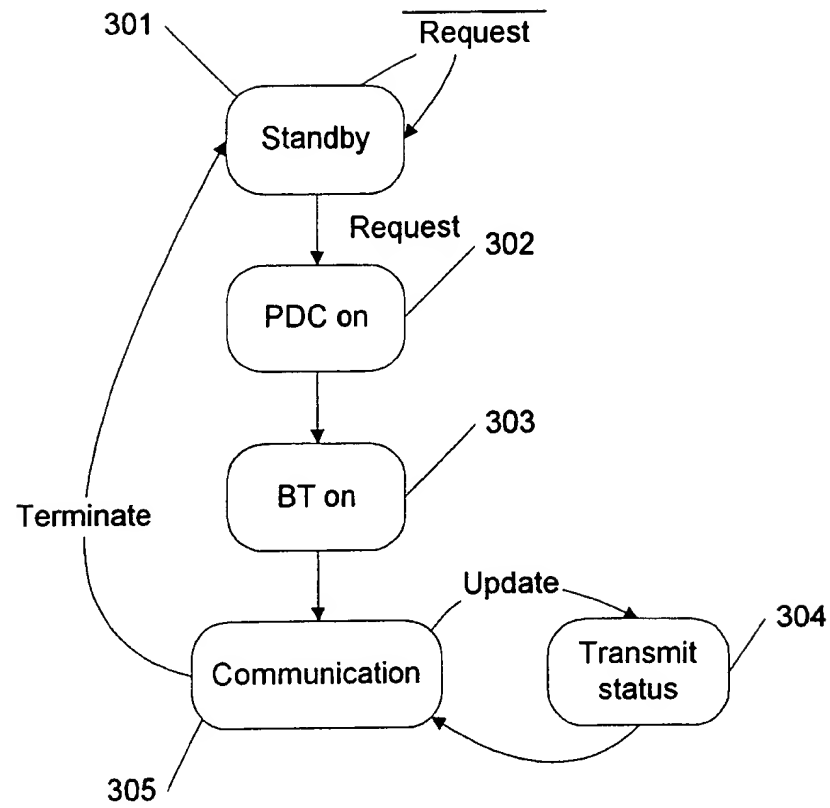 301
Request
Standby
Request
302
PDC on
303
BT on
Terminate
Update
304
Communication
Transmit
status
305